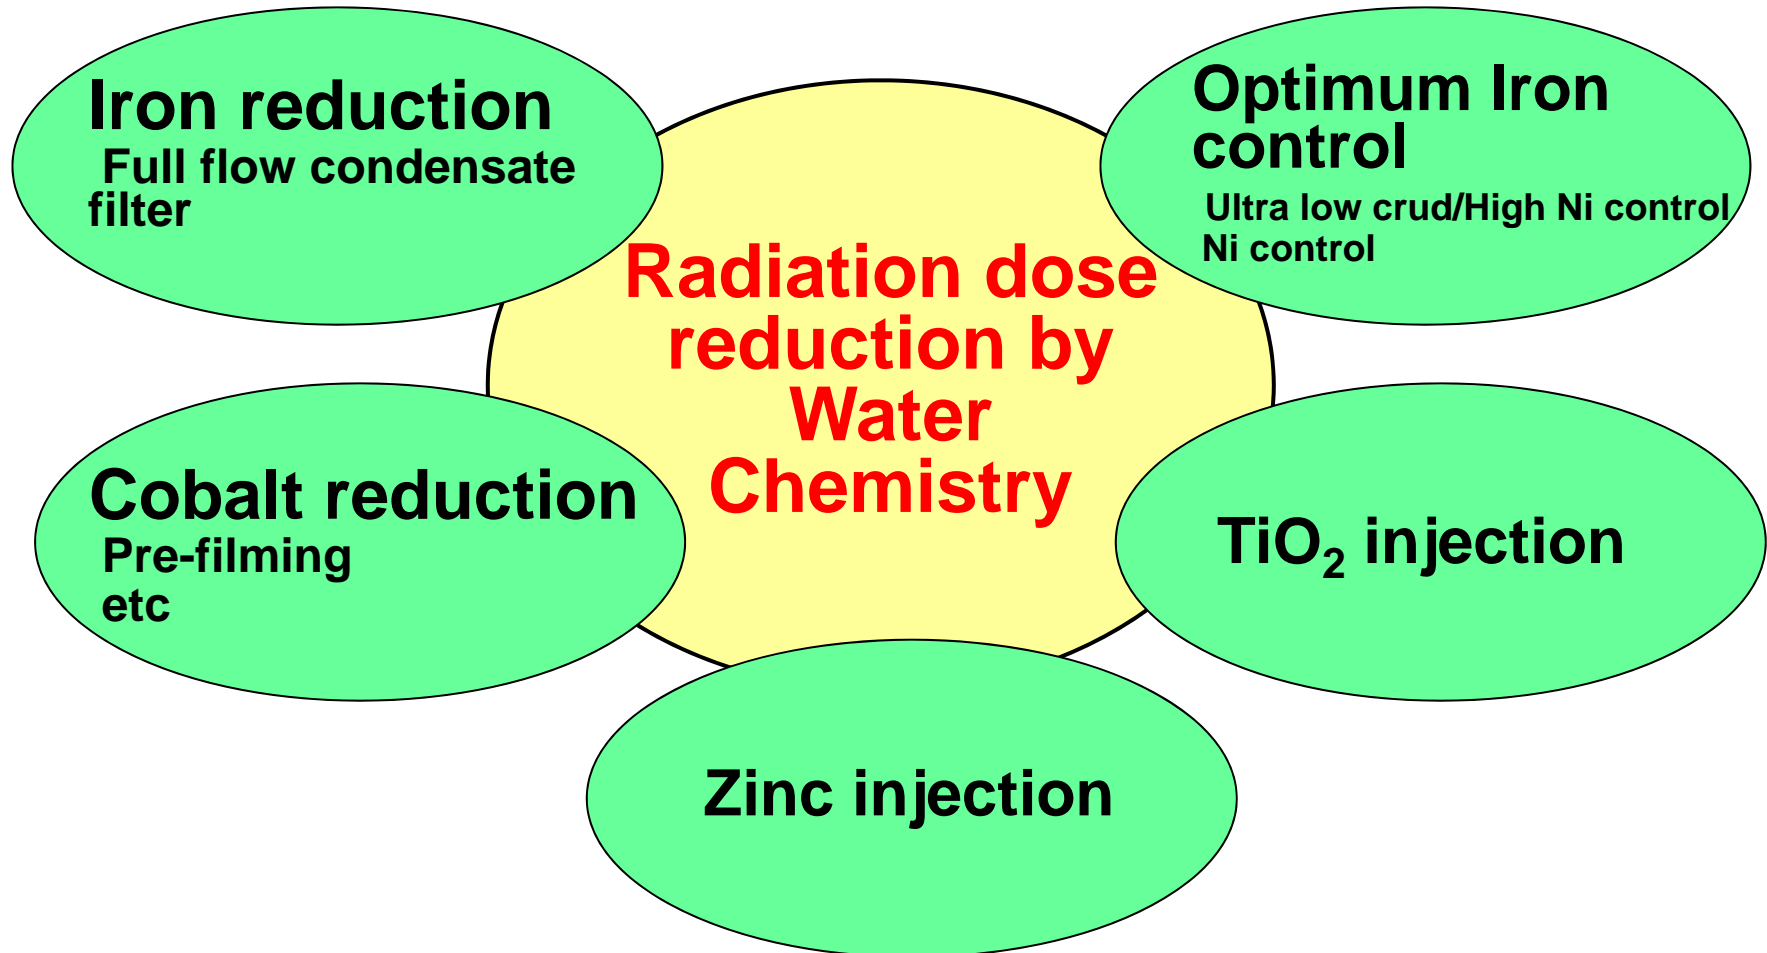 Iron reduction
Full flow condensate
filter
Optimum Iron
control
Ultra low crud/High Ni control
Ni control
Radiation dose
reduction by
Water
Chemistry
Cobalt reduction
Pre-filming
etc
TiO₂ injection
Zinc injection